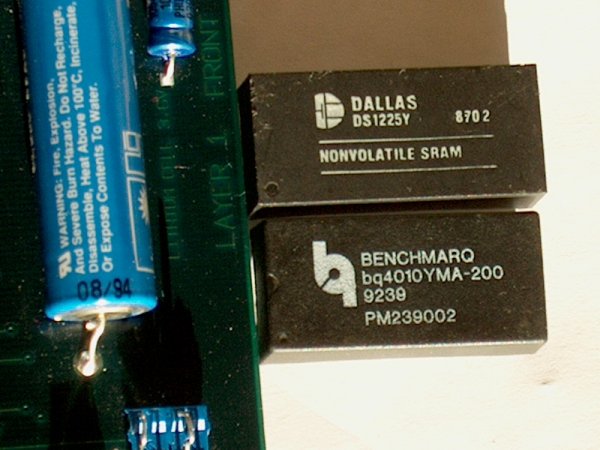 WARNING: Fire, Explosion,
And Severe Burn Hazard. Do Not Recharge,
Disassemble, Heat Above 100°C, Incinerate,
Or Expose Contents To Water.
08/94
LAYER 1 FRONT
DALLAS
DS1225Y 8702
NONVOLATILE SRAM
BENCHMARQ
bq4010YMA-200
9239
PM239002